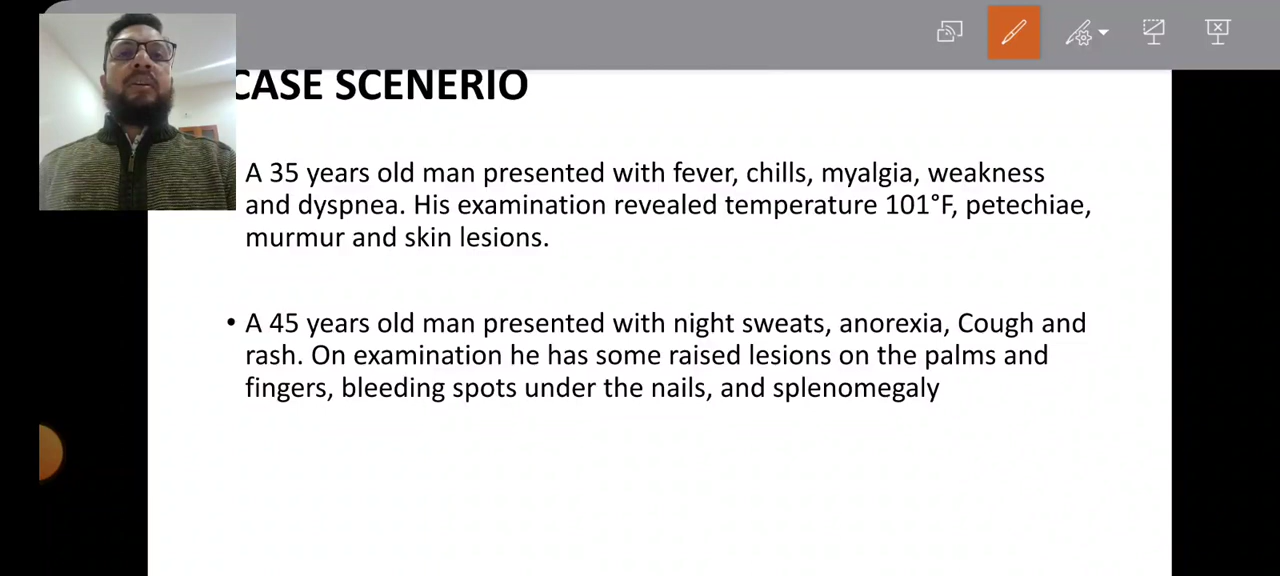 CASE SCENERIO
A 35 years old man presented with fever, chills, myalgia, weakness
and dyspnea. His examination revealed temperature 101°F, petechiae,
murmur and skin lesions.
• A 45 years old man presented with night sweats, anorexia, Cough and
rash. On examination he has some raised lesions on the palms and
fingers, bleeding spots under the nails, and splenomegaly